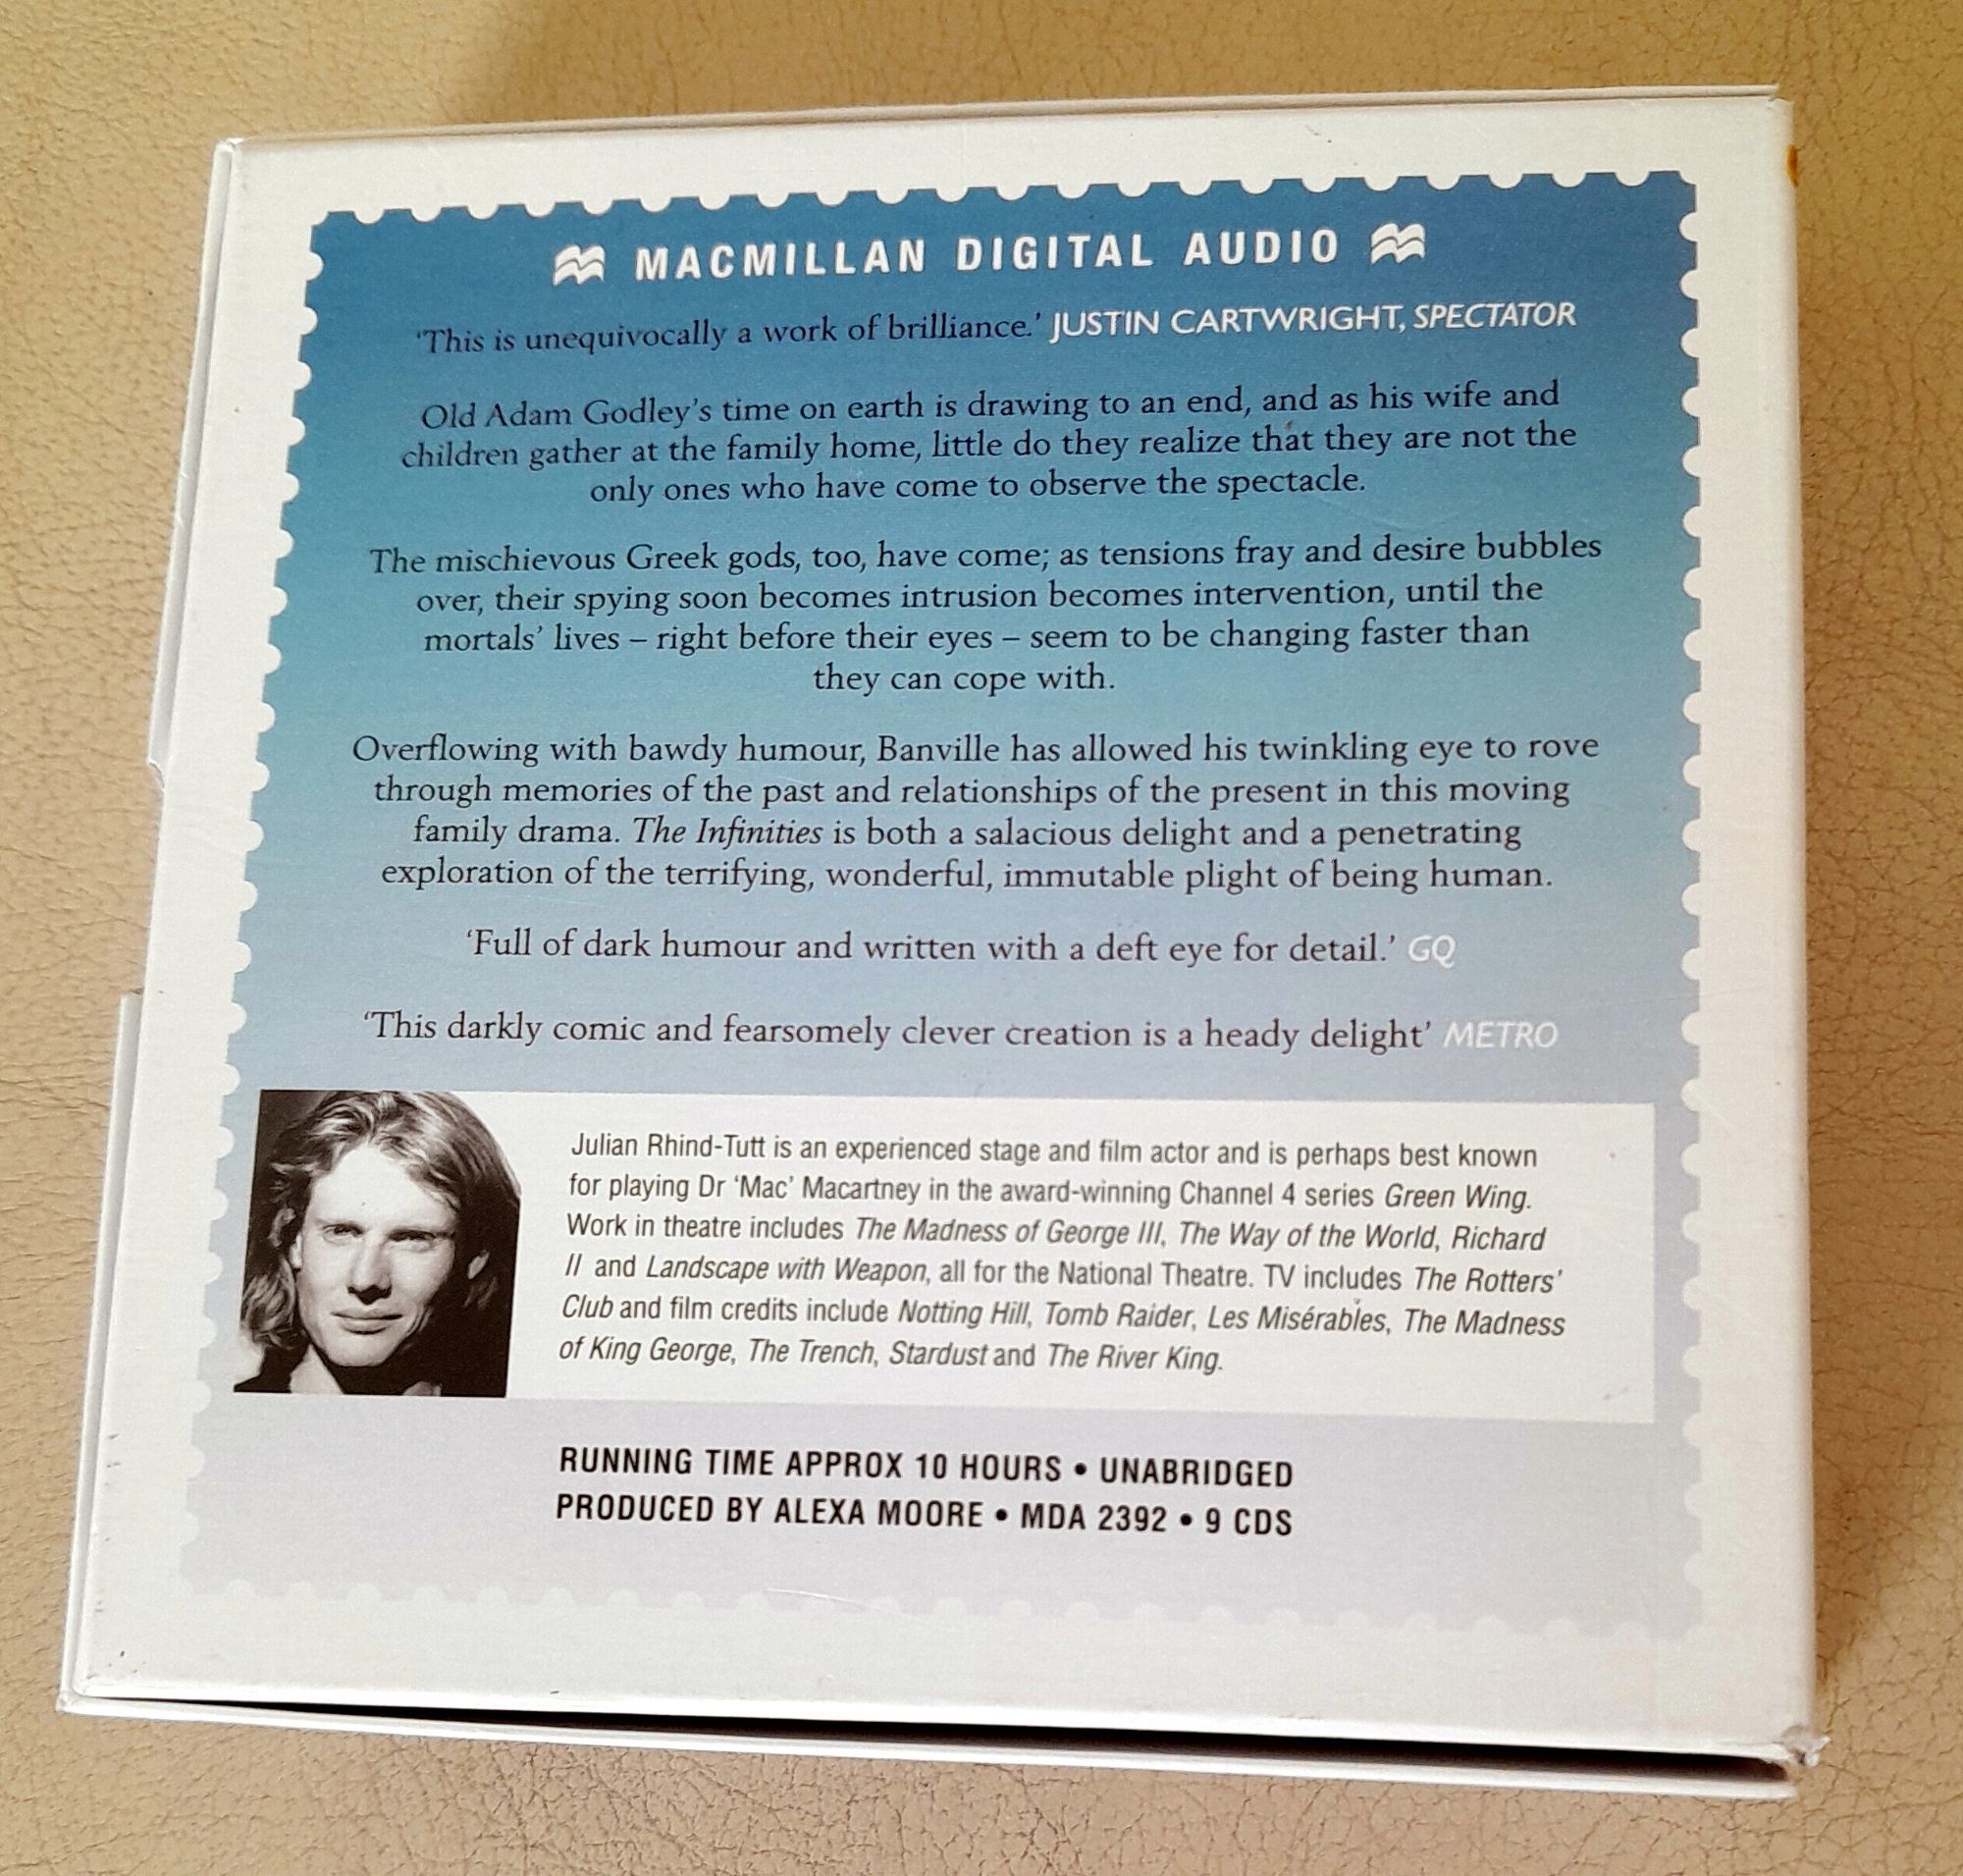 MACMILLAN DIGITAL AUDIO
'This is unequivocally a work of brilliance.' JUSTIN CARTWRIGHT, SPECTATOR
Old Adam Godley's time on earth is drawing to an end, and as his wife and
children gather at the family home, little do they realize that they are not the
only ones who have come to observe the spectacle.
The mischievous Greek gods, too, have come; as tensions fray and desire bubbles
over, their spying soon becomes intrusion becomes intervention, until the
mortals' lives – right before their eyes – seem to be changing faster than
they can cope with.
Overflowing with bawdy humour, Banville has allowed his twinkling eye to rove
through memories of the past and relationships of the present in this moving
family drama. The Infinities is both a salacious delight and a penetrating
exploration of the terrifying, wonderful, immutable plight of being human.
'Full of dark humour and written with a deft eye for detail.' GQ
'This darkly comic and fearsomely clever creation is a heady delight' METRO
Julian Rhind-Tutt is an experienced stage and film actor and is perhaps best known
for playing Dr 'Mac' Macartney in the award-winning Channel 4 series Green Wing.
Work in theatre includes The Madness of George III, The Way of the World, Richard
II and Landscape with Weapon, all for the National Theatre. TV includes The Rotters'
Club and film credits include Notting Hill, Tomb Raider, Les Misérables, The Madness
of King George, The Trench, Stardust and The River King.
RUNNING TIME APPROX 10 HOURS • UNABRIDGED
PRODUCED BY ALEXA MOORE • MDA 2392 • 9 CDS